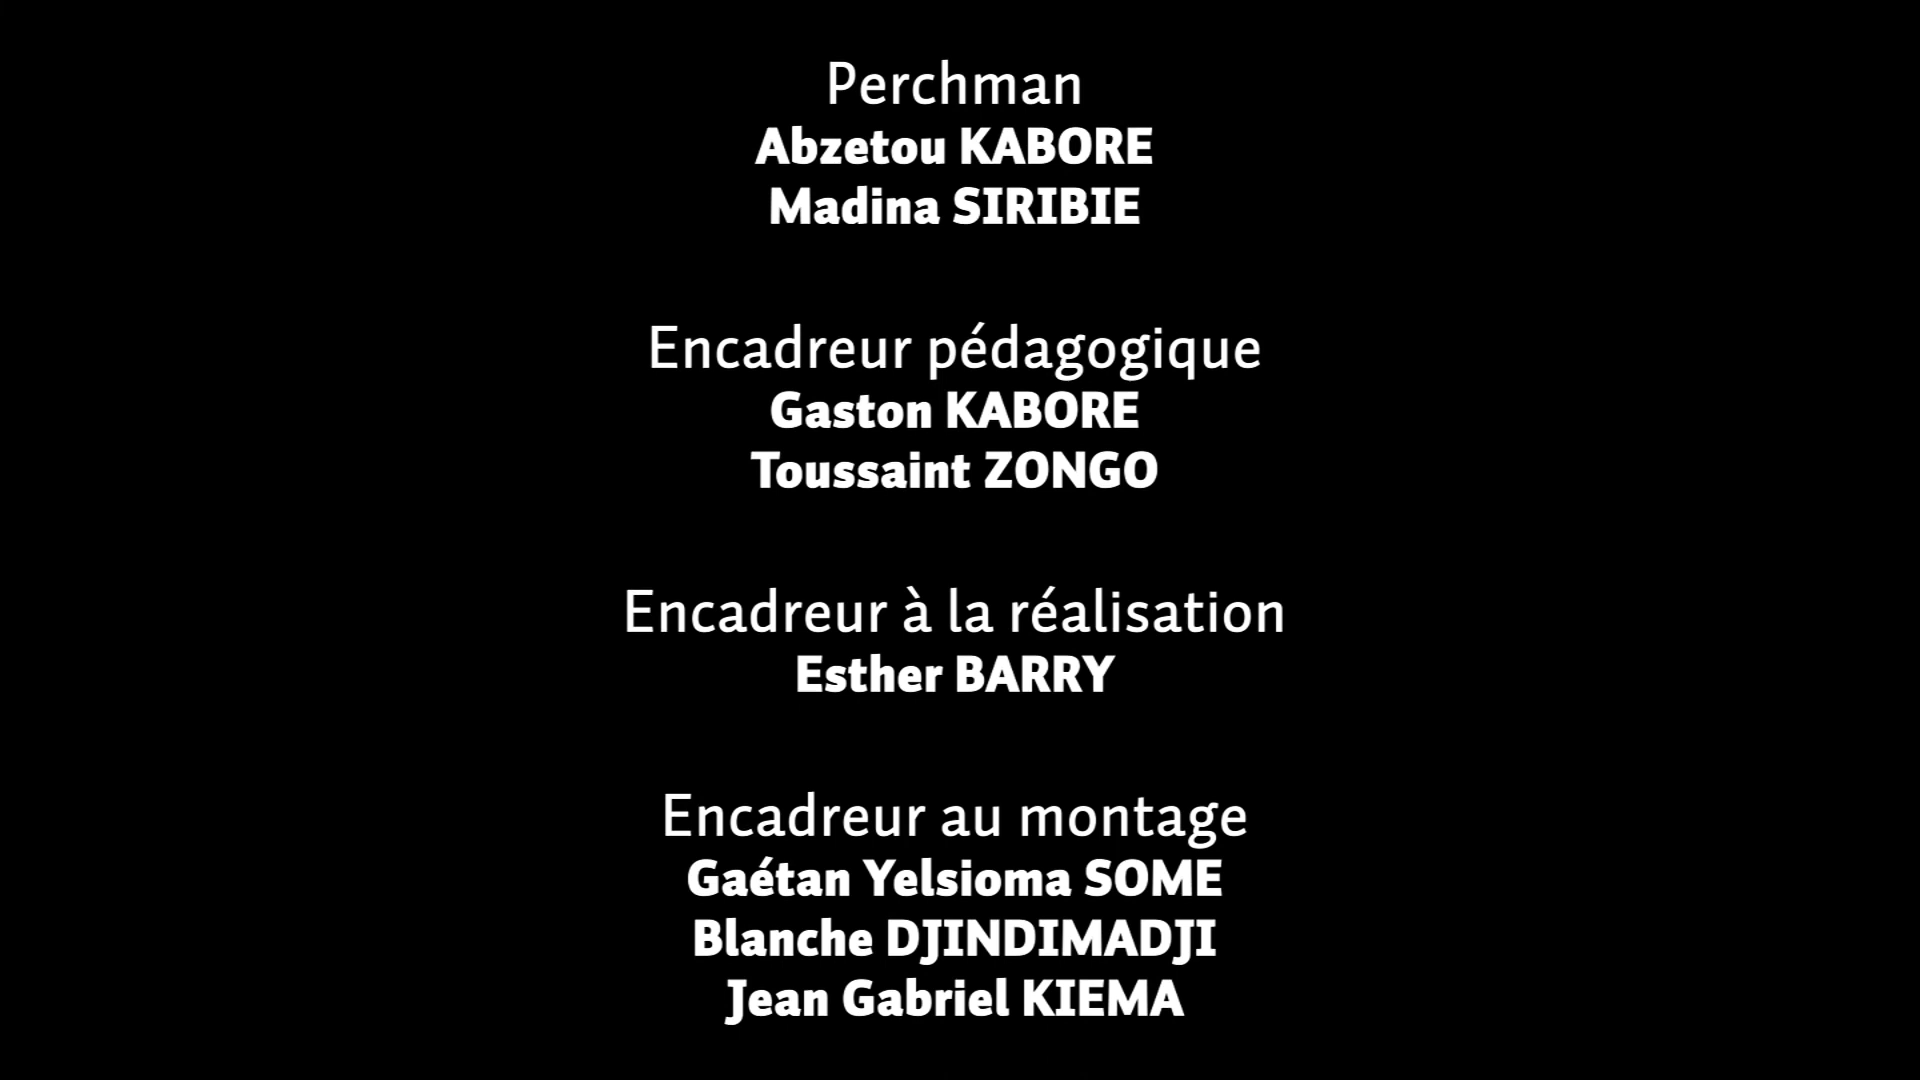 Perchman
Abzetou KABORE
Madina SIRIBIE
Encadreur pédagogique
Gaston KABORE
Toussaint ZONGO
Encadreur à la réalisation
Esther BARRY
Encadreur au montage
Gaétan Yelsioma SOME
Blanche DJINDIMADJI
Jean Gabriel KIEMA